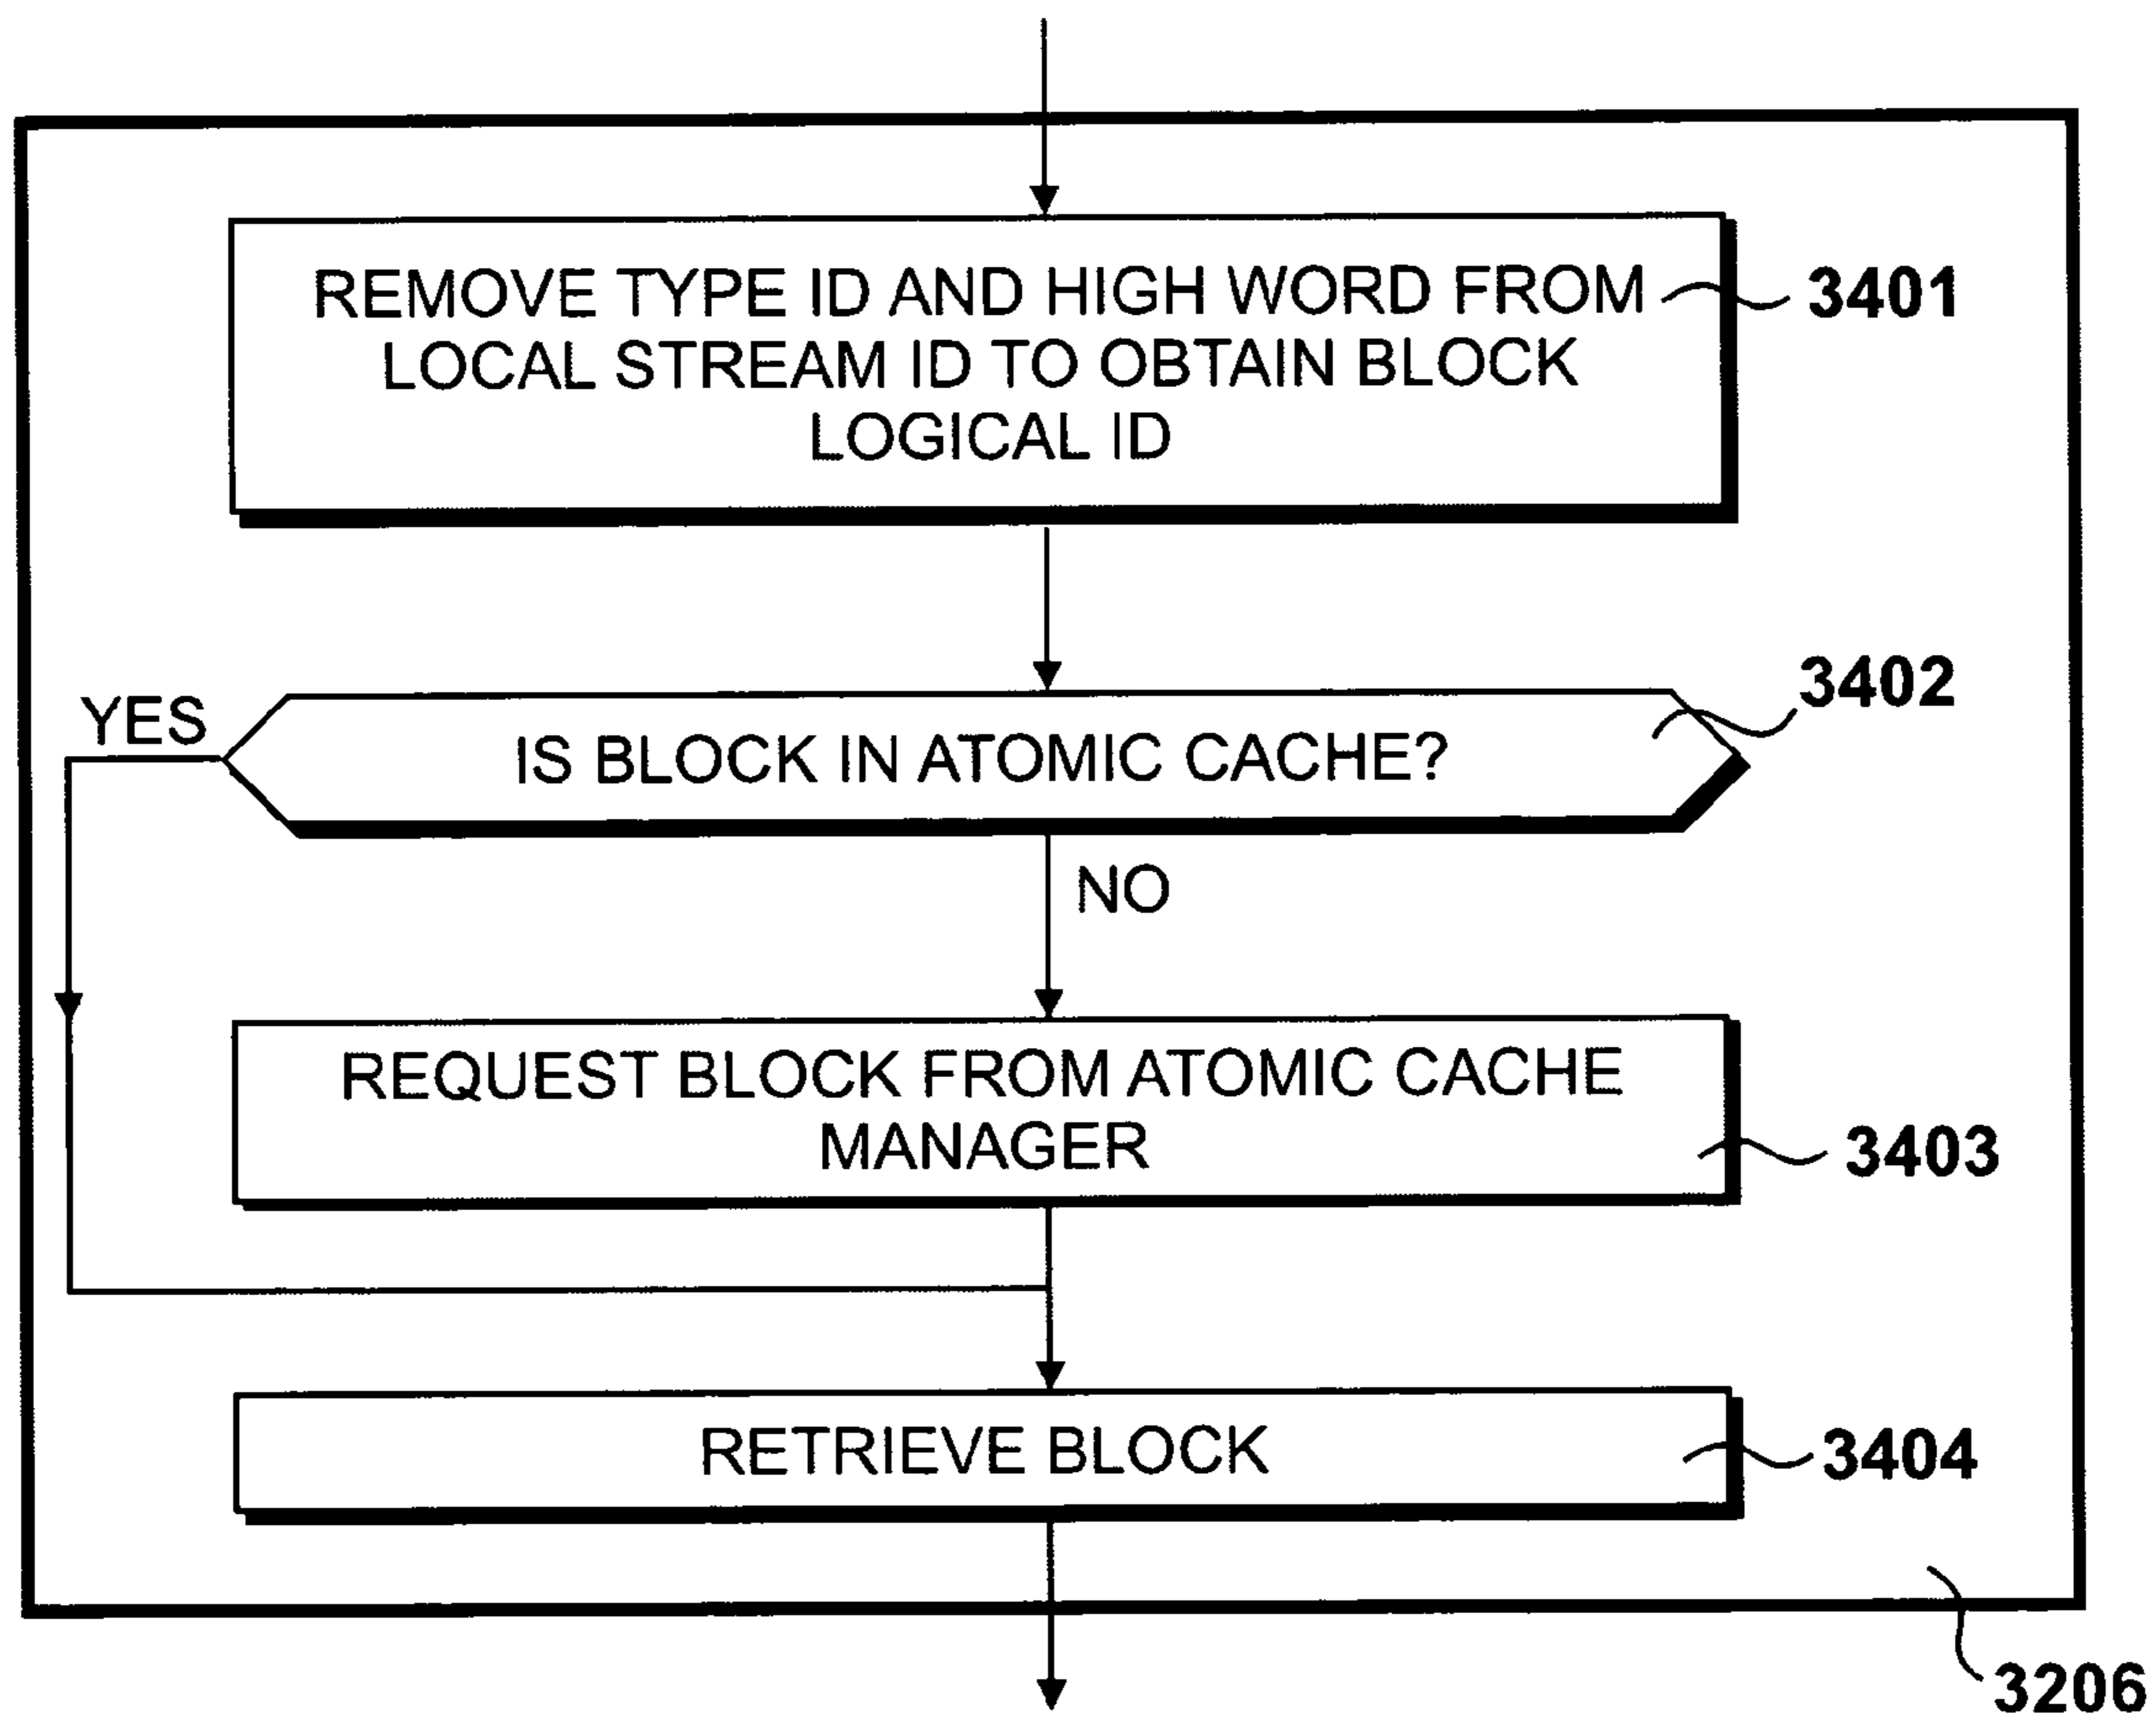 REMOVE TYPE ID AND HIGH WORD FROM
LOCAL STREAM ID TO OBTAIN BLOCK
LOGICAL ID
3401
3402
YES
IS BLOCK IN ATOMIC CACHE?
NO
REQUEST BLOCK FROM ATOMIC CACHE
MANAGER
3403
RETRIEVE BLOCK
3404
3206